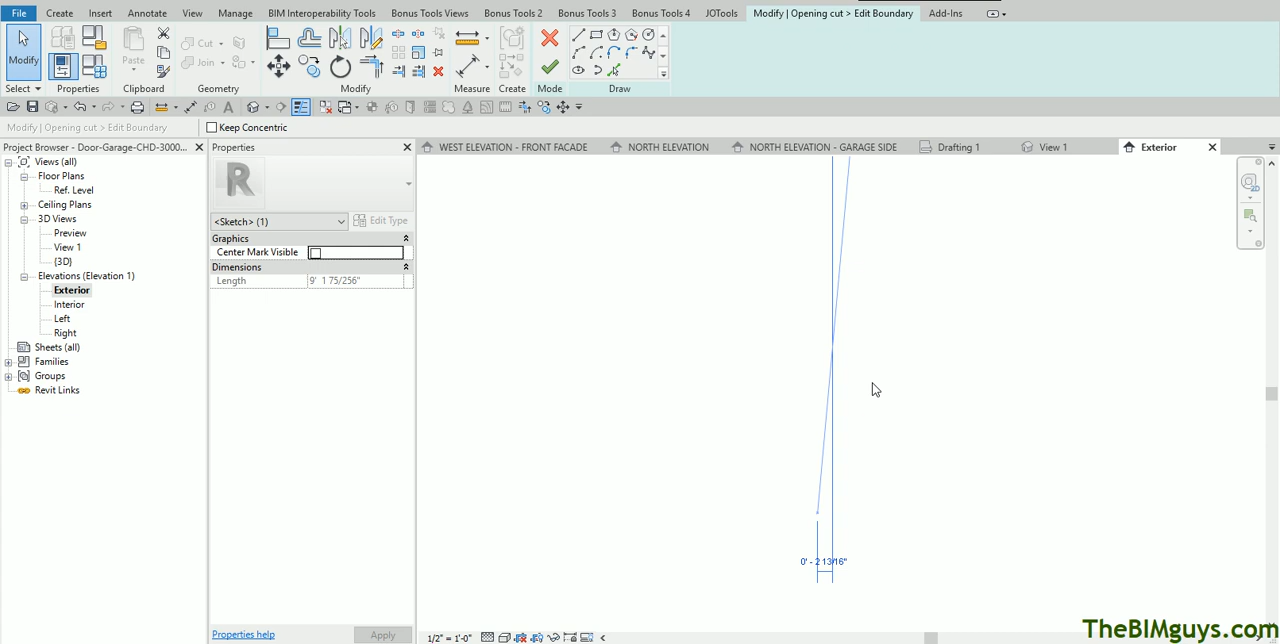 File Create Insert Annotate View Manage BIM Interoperability Tools Bonus Tools Views Bonus Tools 2 Bonus Tools 3 Bonus Tools 4 JOTools Modify | Opening cut > Edit Boundary Add-Ins
Modify Paste Cut Join
Select Properties Clipboard Geometry Modify Measure Create Mode Draw
Modify | Opening cut > Edit Boundary Keep Concentric
Project Browser - Door-Garage-CHD-3000...
Views (all)
Floor Plans
Ref. Level
Ceiling Plans
3D Views
Preview
View 1
{3D}
Elevations (Elevation 1)
Exterior
Interior
Left
Right
Sheets (all)
Families
Groups
Revit Links
Properties
R
<Sketch> (1) Edit Type
Graphics
Center Mark Visible
Dimensions
Length 9' 1 75/256"
Properties help Apply
WEST ELEVATION - FRONT FACADE NORTH ELEVATION NORTH ELEVATION - GARAGE SIDE Drafting 1 View 1 Exterior
2D
0' - 2 13/16"
1/2" = 1'-0"
TheBIMguys.com